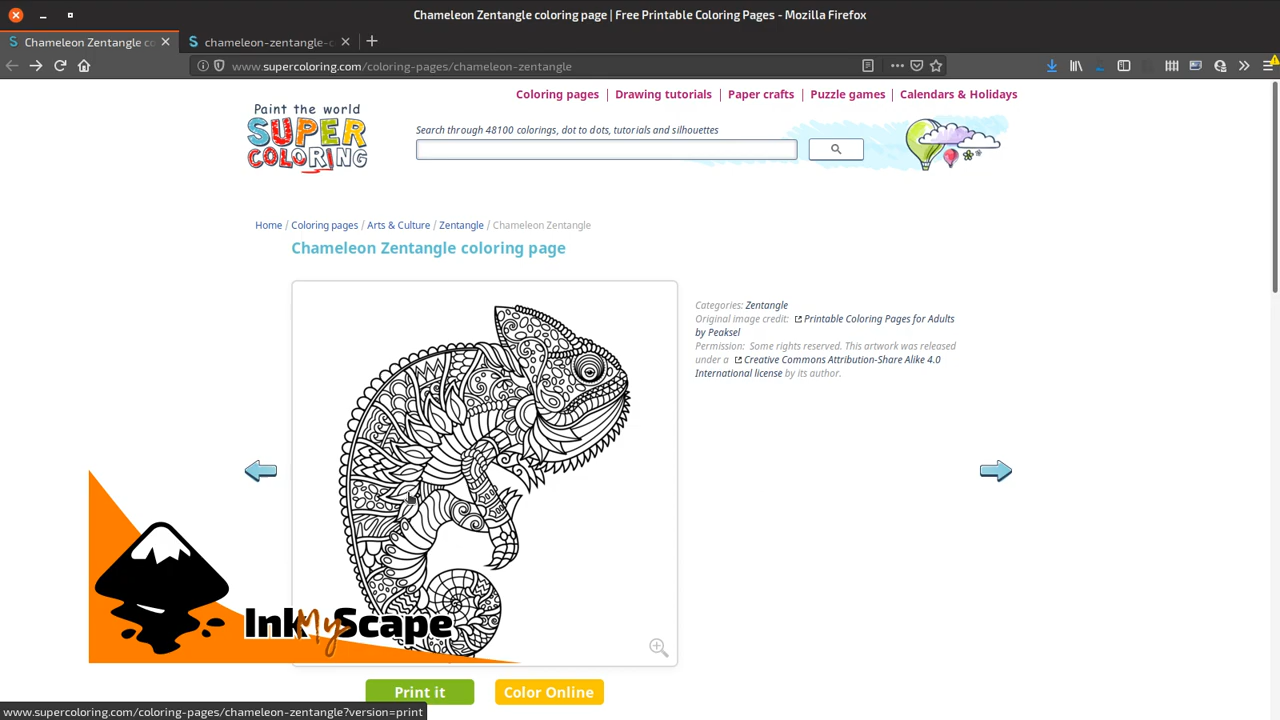 Chameleon Zentangle coloring page | Free Printable Coloring Pages - Mozilla Firefox
Chameleon Zentangle co
chameleon-zentangle-c
www.supercoloring.com/coloring-pages/chameleon-zentangle
Coloring pages | Drawing tutorials | Paper crafts | Puzzle games | Calendars & Holidays
Paint the world
SUPER
COLORING
Search through 48100 colorings, dot to dots, tutorials and silhouettes
Home / Coloring pages / Arts & Culture / Zentangle / Chameleon Zentangle
Chameleon Zentangle coloring page
Categories: Zentangle
Original image credit: Printable Coloring Pages for Adults
by Peaksel
Permission: Some rights reserved. This artwork was released
under a Creative Commons Attribution-Share Alike 4.0
International license by its author.
InkMyScape
Print it
Color Online
www.supercoloring.com/coloring-pages/chameleon-zentangle?version=print